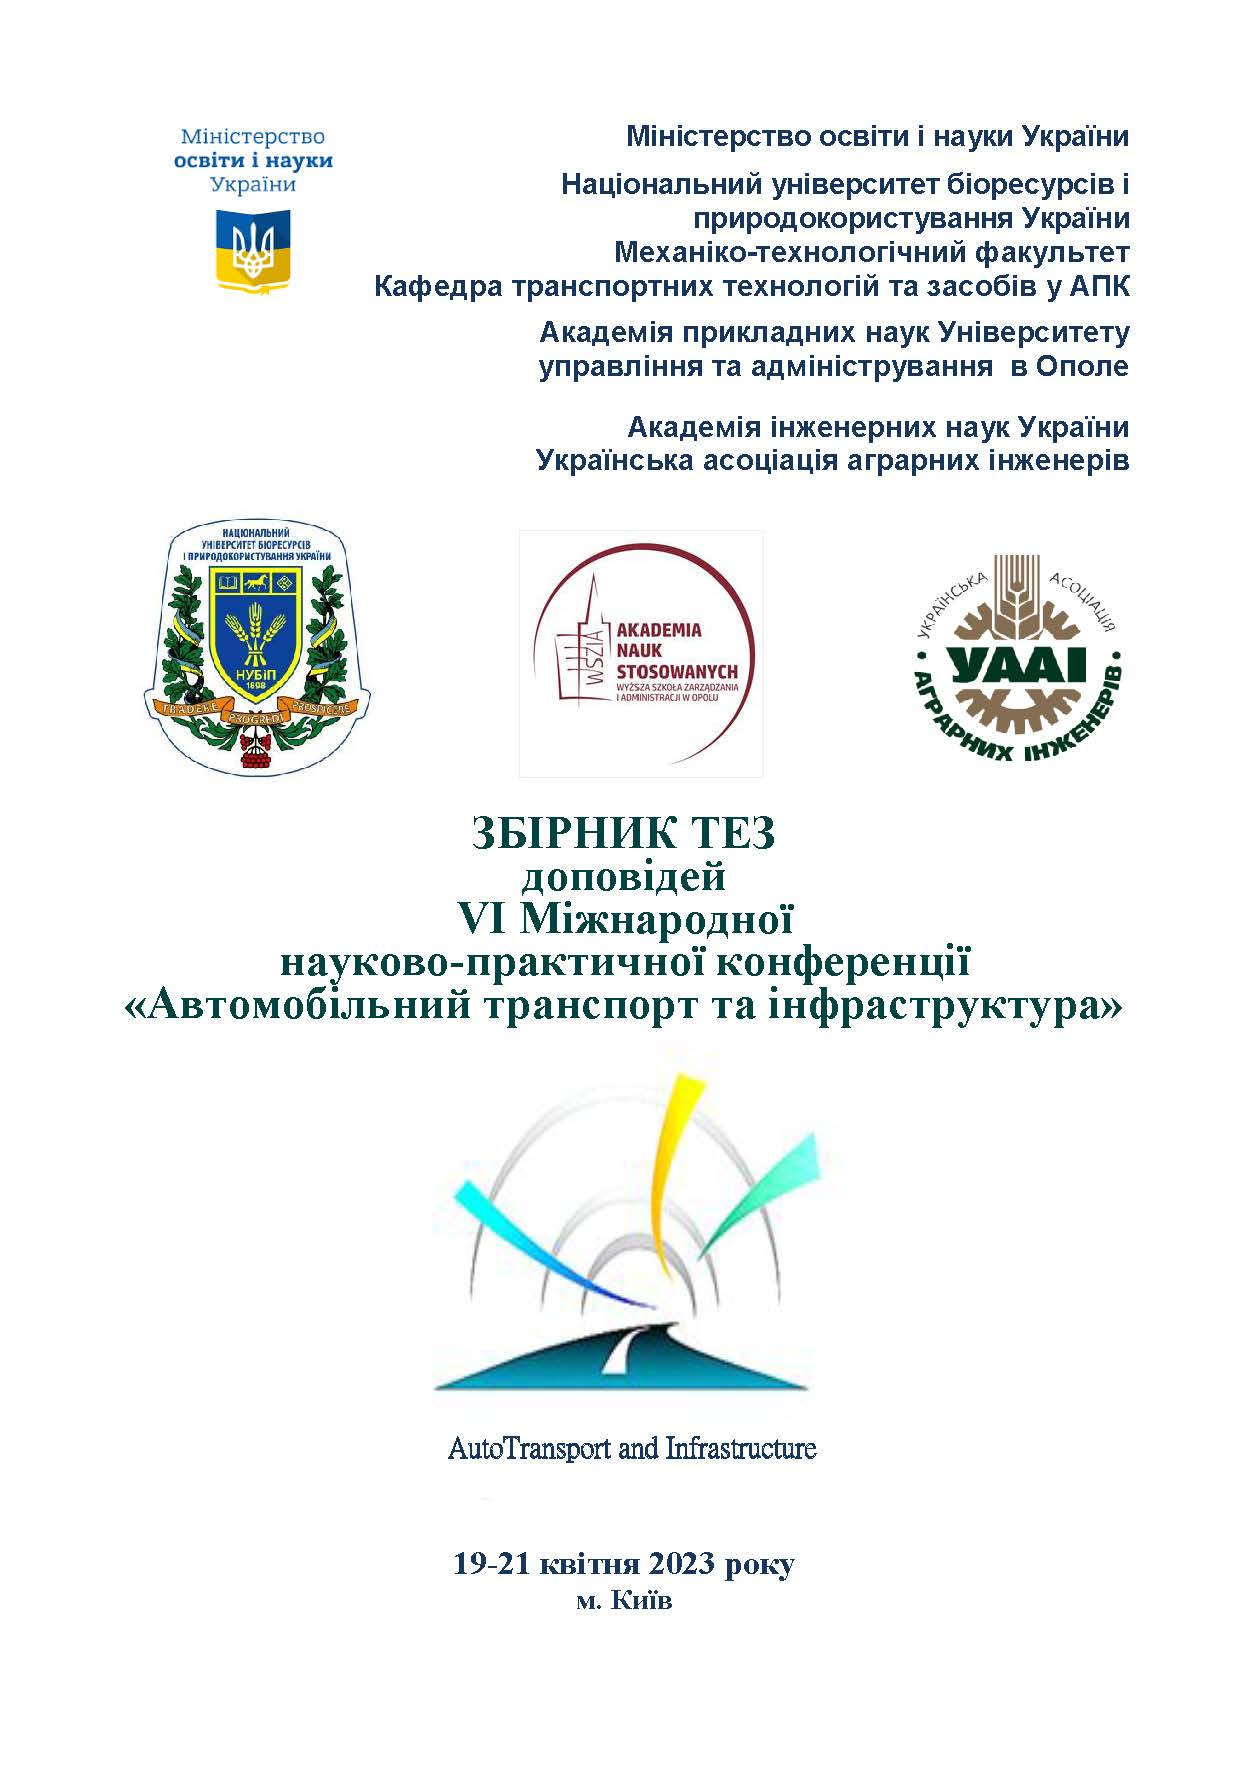 Міністерство
освіти і науки
України
Міністерство освіти і науки України
Національний університет біоресурсів і
природокористування України
Механіко-технологічний факультет
Кафедра транспортних технологій та засобів у АПК
Академія прикладних наук Університету
управління та адміністрування в Ополе
Академія інженерних наук України
Українська асоціація аграрних інженерів
НАЦІОНАЛЬНИЙ
УНІВЕРСИТЕТ БІОРЕСУРСІВ
І ПРИРОДОКОРИСТУВАННЯ УКРАЇНИ
НУБІП
1898
TRADERE PROGREDI PROSPICERE
WSZIA
AKADEMIA
NAUK
STOSOWANYCH
WYŻSZA SZKOŁA ZARZĄDZANIA
I ADMINISTRACJI W OPOLU
УКРАЇНСЬКА АСОЦІАЦІЯ
УААІ
• АГРАРНИХ ІНЖЕНЕРІВ •
ЗБІРНИК ТЕЗ
доповідей
VI Міжнародної
науково-практичної конференції
«Автомобільний транспорт та інфраструктура»
AutoTransport and Infrastructure
19-21 квітня 2023 року
м. Київ